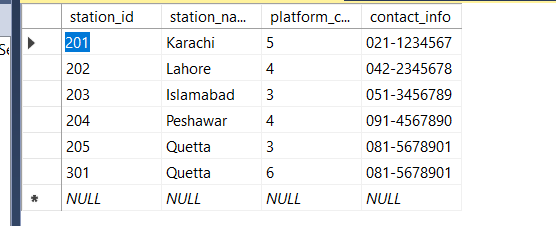 station_id station_na... platform_c... contact_info
201 Karachi 5 021-1234567
202 Lahore 4 042-2345678
203 Islamabad 3 051-3456789
204 Peshawar 4 091-4567890
205 Quetta 3 081-5678901
301 Quetta 6 081-5678901
NULL NULL NULL NULL